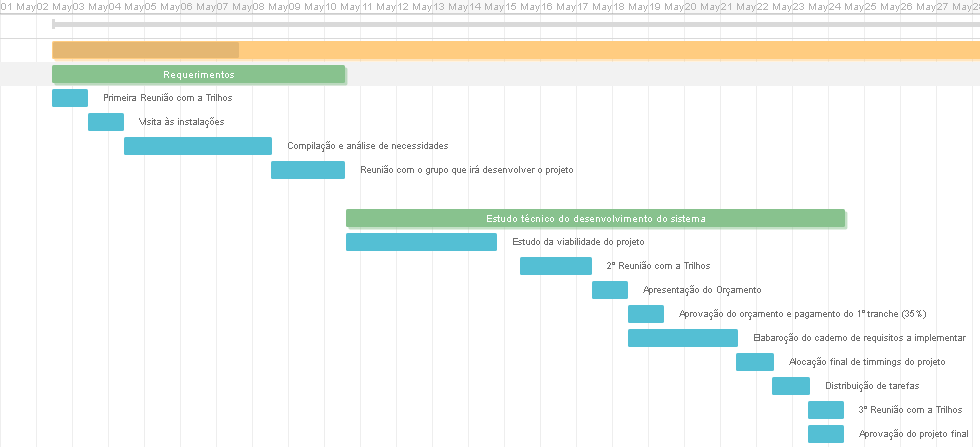 01 May02 May03 May04 May05 May06 May07 May08 May09 May10 May11 May12 May13 May14 May15 May16 May17 May18 May19 May20 May21 May22 May23 May24 May25 May26 May27 May28
Requerimentos
Primeira Reunião com a Trilhos
Visita às instalações
Compilação e análise de necessidades
Reunião com o grupo que irá desenvolver o projeto
Estudo técnico do desenvolvimento do sistema
Estudo da viabilidade do projeto
2ª Reunião com a Trilhos
Apresentação do Orçamento
Aprovação do orçamento e pagamento do 1ª tranche (35%)
Elabaroção do caderno de requisitos a implementar
Alocação final de timmings do projeto
Distribuição de tarefas
3ª Reunião com a Trilhos
Aprovação do projeto final